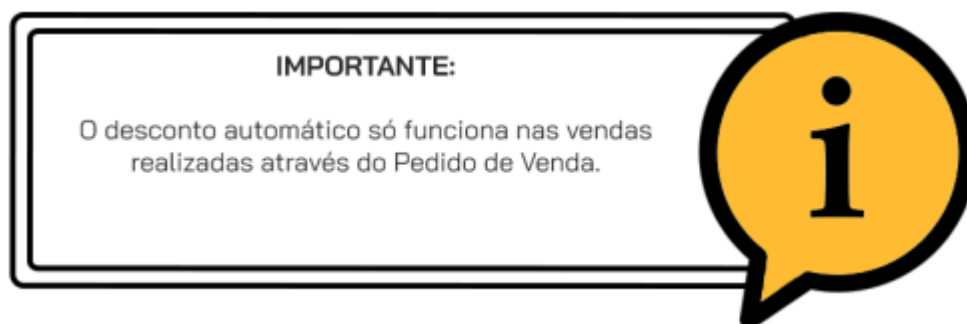 IMPORTANTE:
O desconto automático só funciona nas vendas
realizadas através do Pedido de Venda.
i